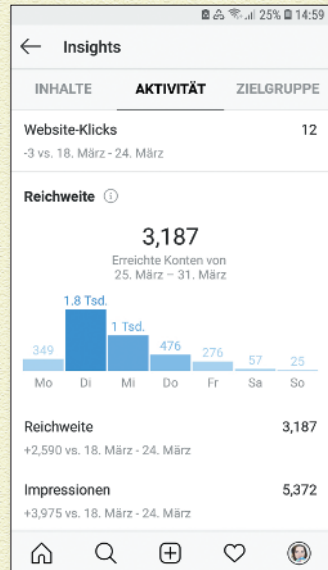 25% 14:59
Insights
INHALTE AKTIVITÄT ZIELGRUPPE
Website-Klicks 12
-3 vs. 18. März - 24. März
Reichweite
3,187
Erreichte Konten von
25. März – 31. März
1.8 Tsd.
1 Tsd.
349 476 276 57 25
Mo Di Mi Do Fr Sa So
Reichweite 3,187
+2,590 vs. 18. März - 24. März
Impressionen 5,372
+3,975 vs. 18. März - 24. März